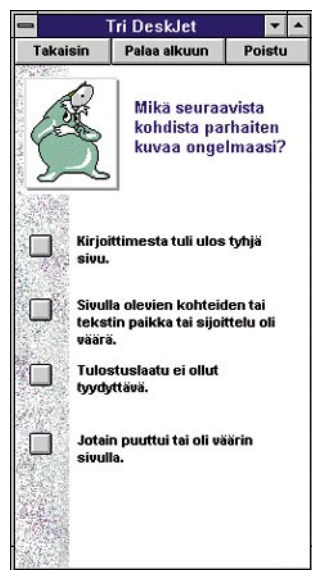 Tri DeskJet
Takaisin Palaa alkuun Poistu
Mikä seuraavista
kohdista parhaiten
kuvaa ongelmaasi?
Kirjoittimesta tuli ulos tyhjä
sivu.
Sivulla olevien kohteiden tai
tekstin paikka tai sijoittelu oli
väärä.
Tulostuslaatu ei ollut
tyydyttävä.
Jotain puuttui tai oli väärin
sivulla.